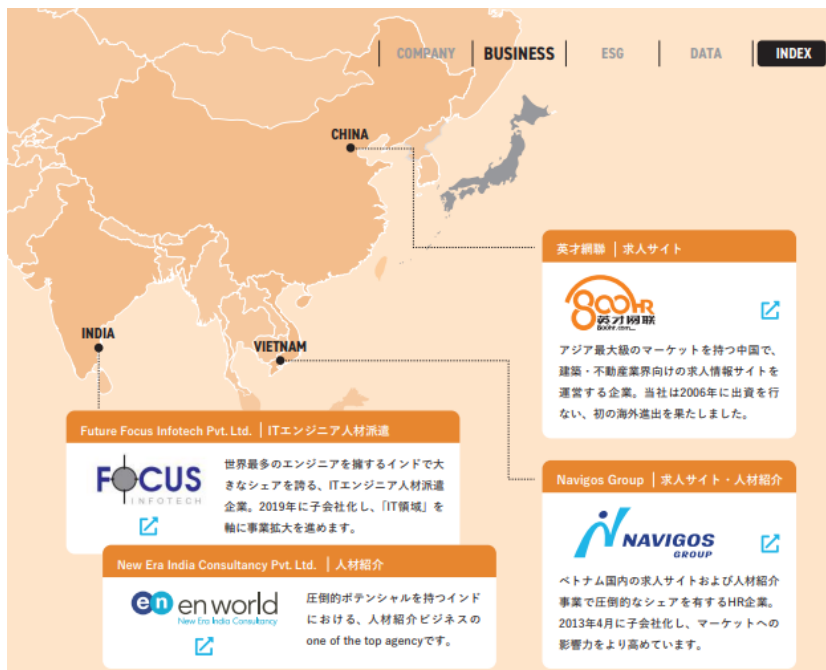 COMPANY
BUSINESS
ESG
DATA
INDEX
CHINA
英才網聯 | 求人サイト
800HR
英才网联
800hr.com
アジア最大級のマーケットを持つ中国で、
建築・不動産業界向けの求人情報サイトを
運営する企業。当社は2006年に出資を行
ない、初の海外進出を果たしました。
INDIA
VIETNAM
Future Focus Infotech Pvt. Ltd. | ITエンジニア人材派遣
FOCUS
INFOTECH
世界最多のエンジニアを擁するインドで大
きなシェアを誇る、ITエンジニア人材派遣
企業。2019年に子会社化し、「IT領域」を
軸に事業拡大を進めます。
Navigos Group | 求人サイト・人材紹介
NAVIGOS
GROUP
ベトナム国内の求人サイトおよび人材紹介
事業で圧倒的なシェアを有するHR企業。
2013年4月に子会社化し、マーケットへの
影響力をより高めています。
New Era India Consultancy Pvt. Ltd. | 人材紹介
en en world
New Era India Consultancy
圧倒的ポテンシャルを持つインド
における、人材紹介ビジネスの
one of the top agencyです。